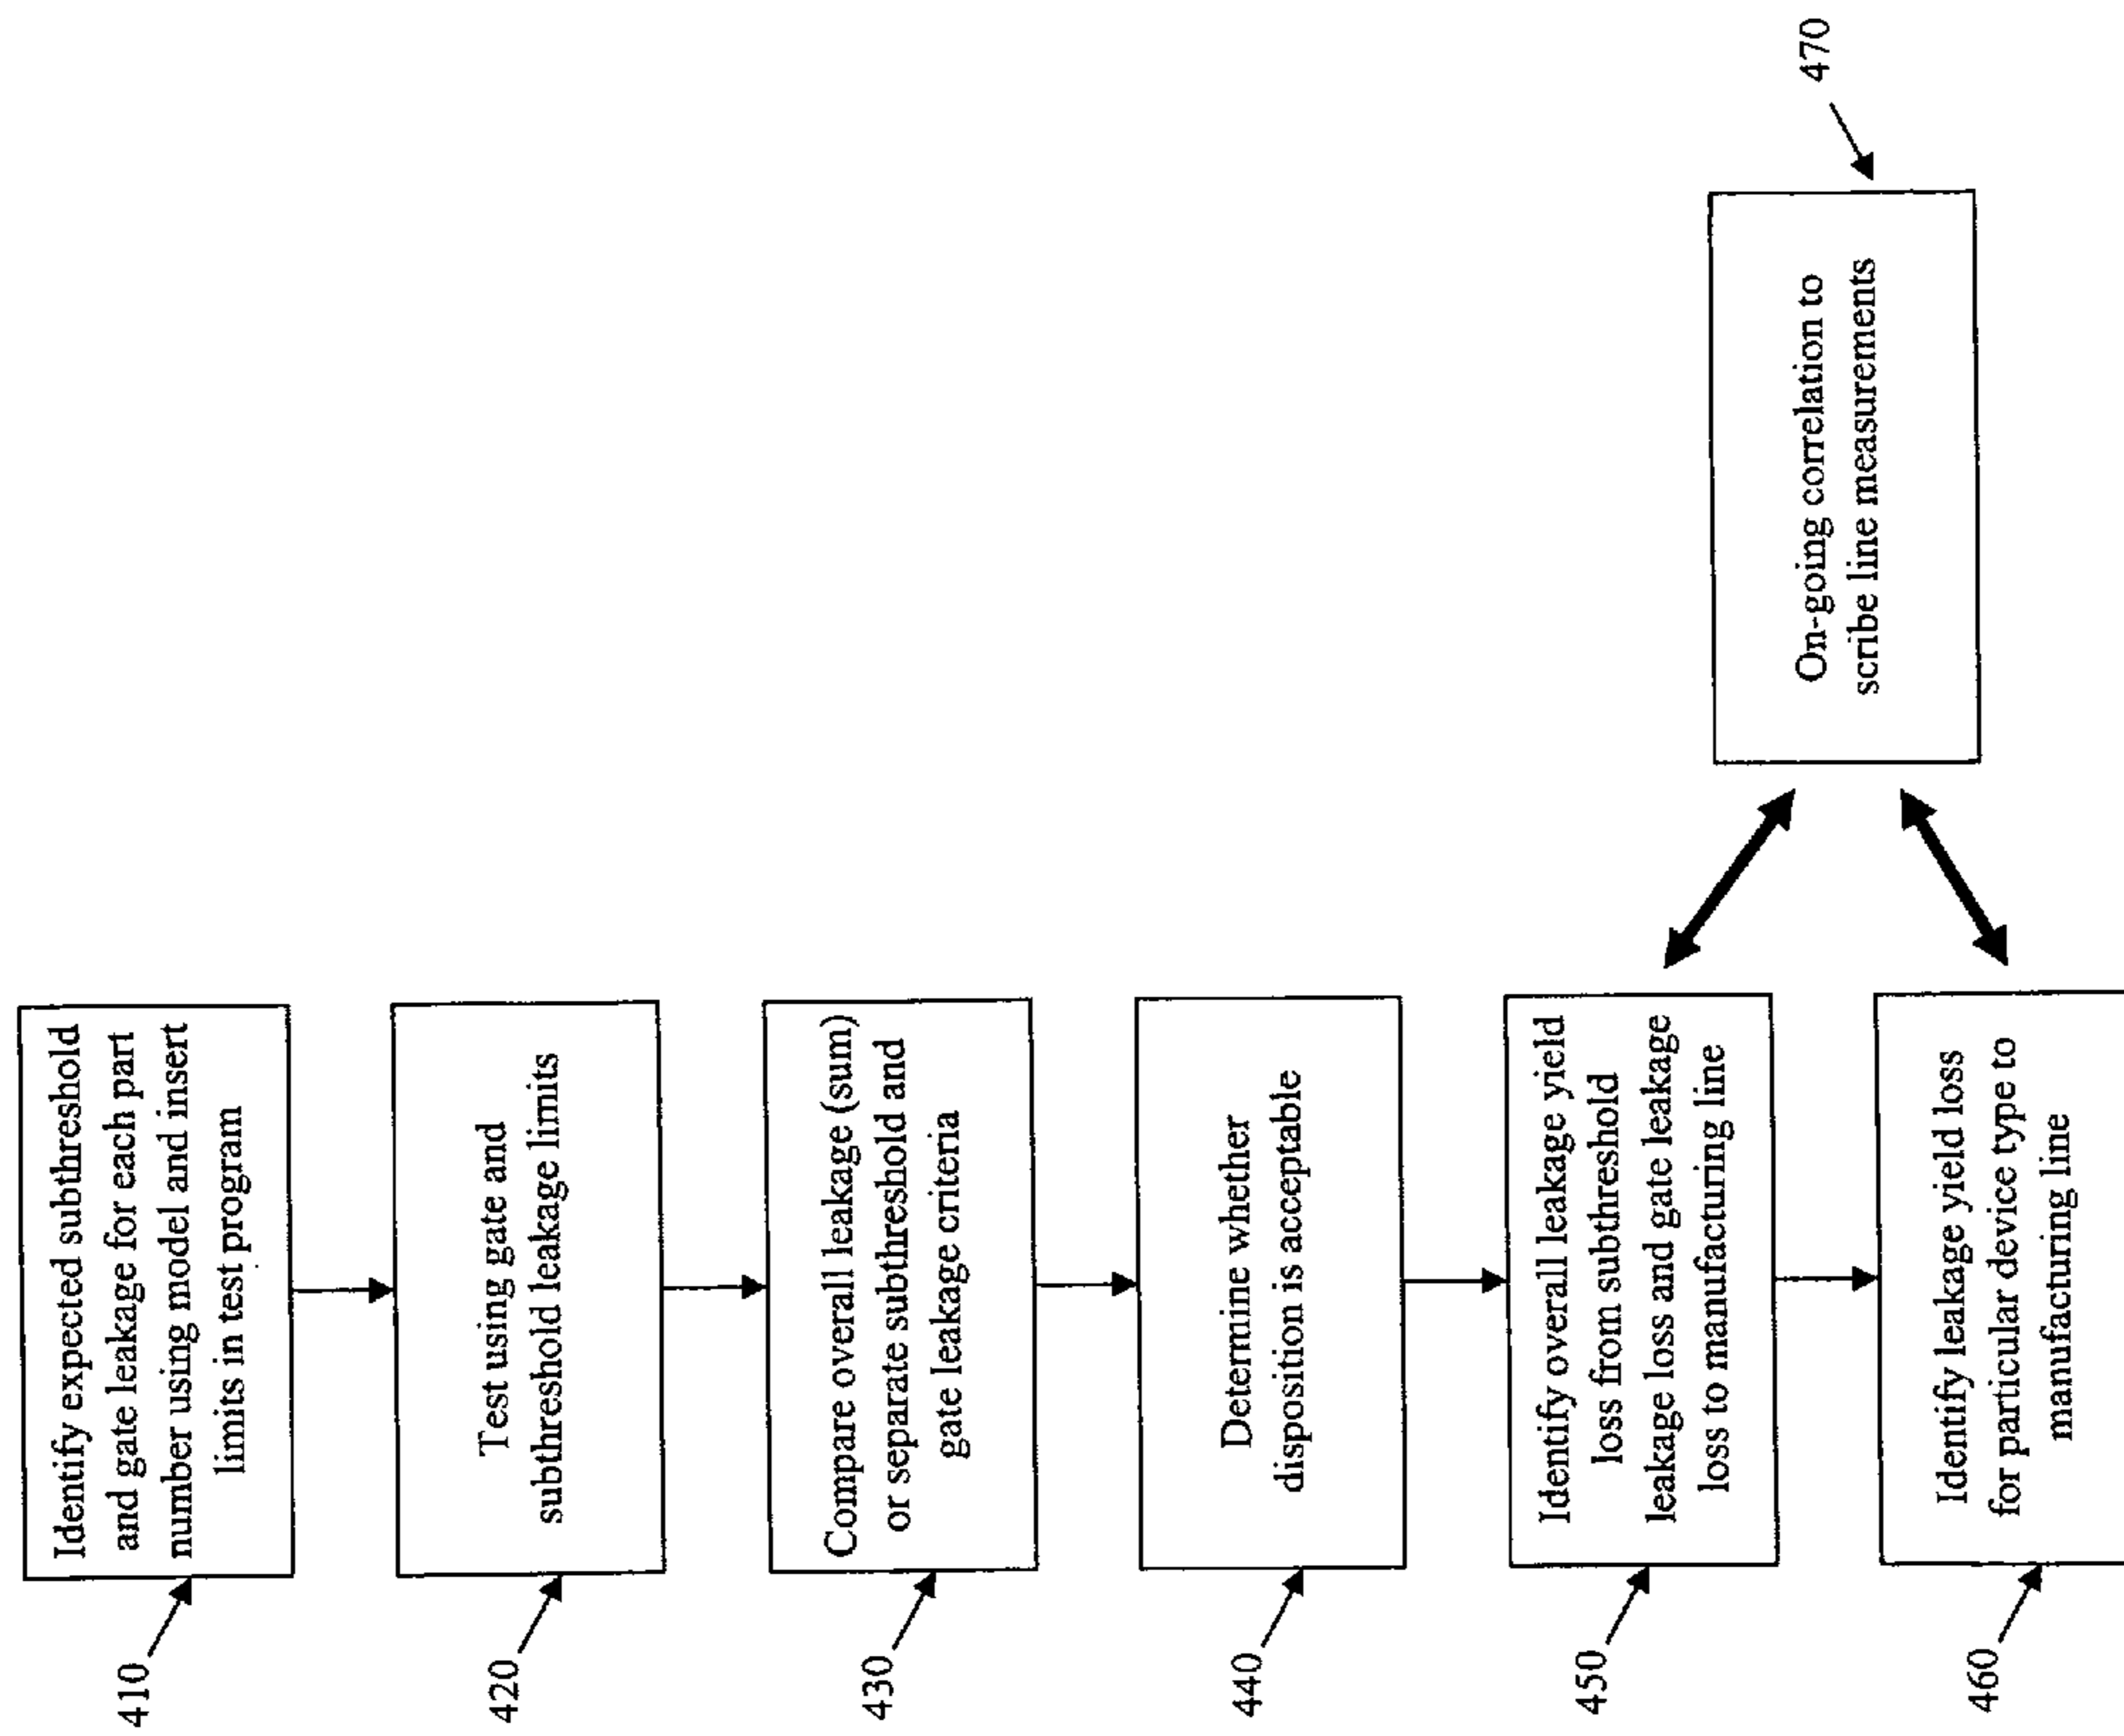 410
Identify expected subthreshold
and gate leakage for each part
number using model and insert
limits in test program
420
Test using gate and
subthreshold leakage limits
430
Compare overall leakage (sum)
or separate subthreshold and
gate leakage criteria
440
Determine whether
disposition is acceptable
450
Identify overall leakage yield
loss from subthreshold
leakage loss and gate leakage
loss to manufacturing line
460
Identify leakage yield loss
for particular device type to
manufacturing line
470
On-going correlation to
scribe line measurements